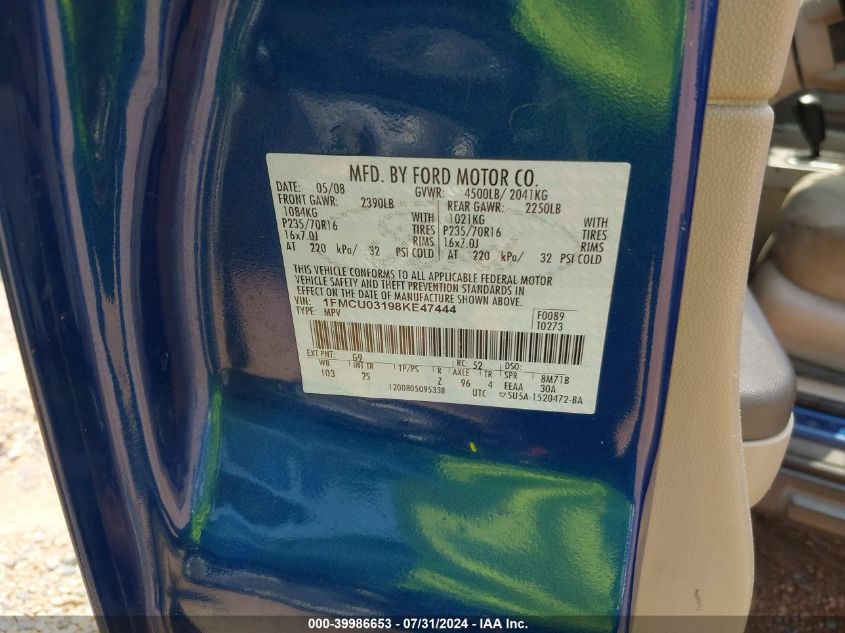 MFD. BY FORD MOTOR CO.
DATE: 05/08 GVWR: 4500LB/ 2041KG
FRONT GAWR: 2390LB REAR GAWR: 2250LB
1084KG WITH 1021KG WITH
P235/70R16 TIRES P235/70R16 TIRES
16x7.0J RIMS 16x7.0J RIMS
AT 220 kPa/ 32 PSI COLD AT 220 kPa/ 32 PSI COLD
THIS VEHICLE CONFORMS TO ALL APPLICABLE FEDERAL MOTOR
VEHICLE SAFETY AND THEFT PREVENTION STANDARDS IN
EFFECT ON THE DATE OF MANUFACTURE SHOWN ABOVE.
VIN: 1FMCU03198KE47444 F0089
TYPE: MPV T0273
EXT PNT: G9 RC: 52 DSO:
WB INT TR TP/PS R AXLE TR SPR 8M71B
103 25 Z 96 4 EEAA 30A
1200805095338 UTC ▽5U5A-1520472-BA
000-39986653 - 07/31/2024 - IAA Inc.